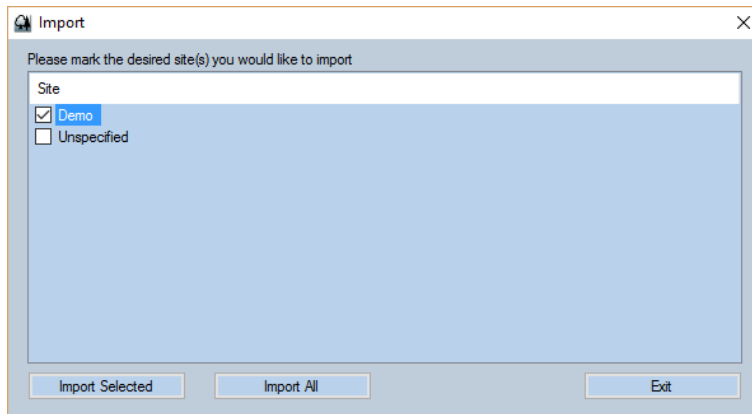 Import
Please mark the desired site(s) you would like to import
Site
Demo
Unspecified
Import Selected
Import All
Exit